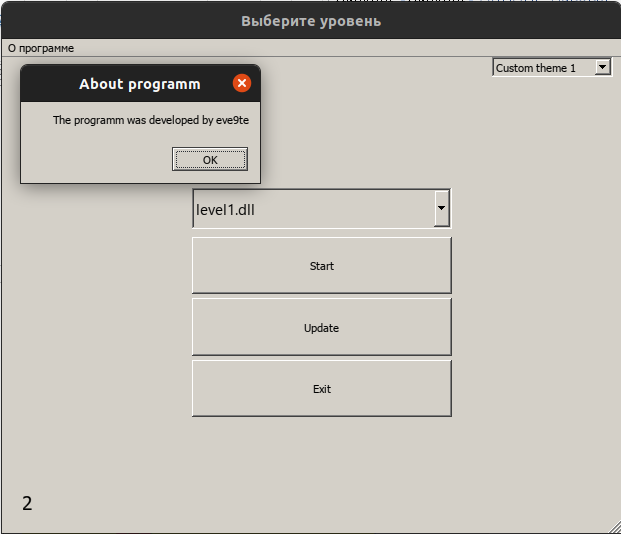 Выберите уровень
О программе
Custom theme 1
About programm
The programm was developed by eve9te
OK
level1.dll
Start
Update
Exit
2